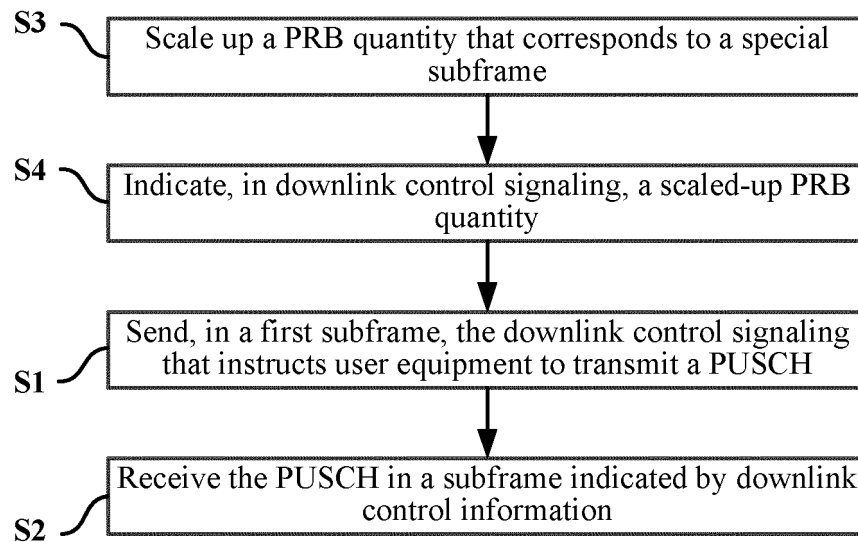 S3
Scale up a PRB quantity that corresponds to a special
subframe
S4
Indicate, in downlink control signaling, a scaled-up PRB
quantity
Send, in a first subframe, the downlink control signaling
that instructs user equipment to transmit a PUSCH
S1
Receive the PUSCH in a subframe indicated by downlink
control information
S2